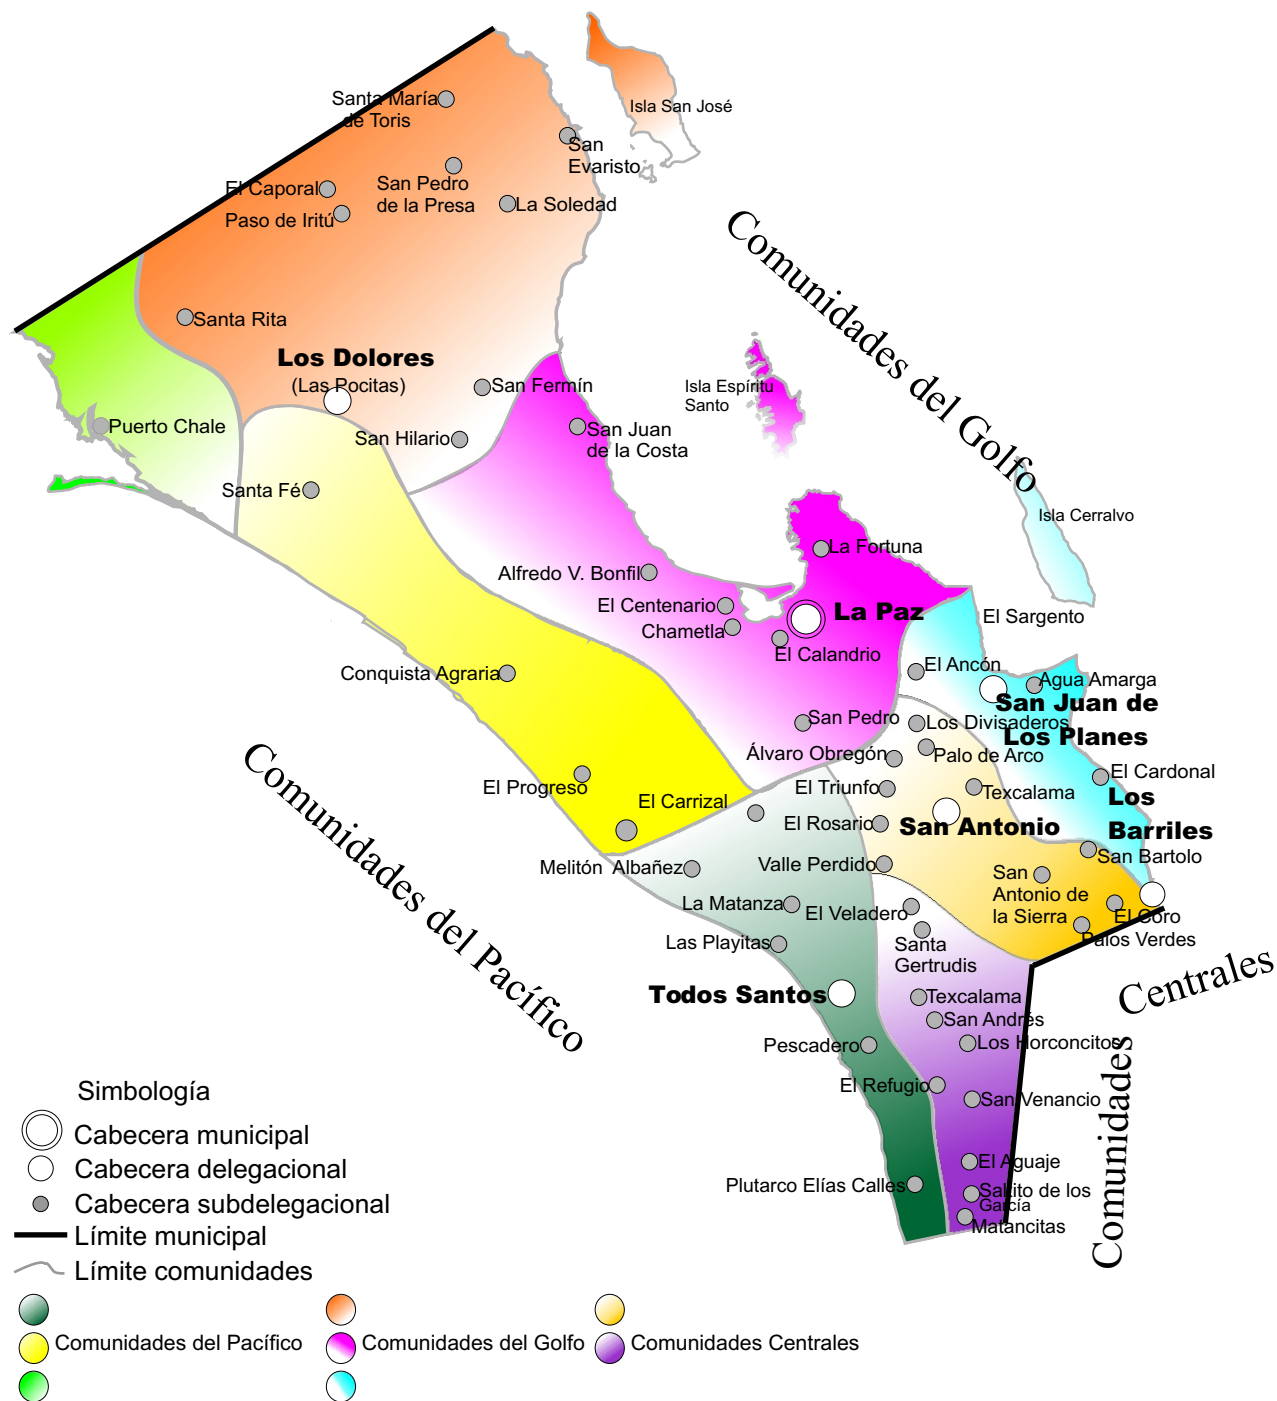 Isla San José
Santa María
de Toris
San
Evaristo
El Caporal
San Pedro
de la Presa
La Soledad
Paso de Iritú
Comunidades del Golfo
Santa Rita
Los Dolores
(Las Pocitas)
San Fermín
Isla Espíritu
Santo
Puerto Chale
San Hilario
San Juan
de la Costa
Santa Fé
Isla Cerralvo
La Fortuna
Alfredo V. Bonfil
El Centenario
La Paz
El Sargento
Chametla
El Calandrio
El Ancón
Conquista Agraria
Agua Amarga
San Juan de
Los Planes
San Pedro
Los Divisaderos
Álvaro Obregón
Palo de Arco
El Cardonal
El Progreso
El Triunfo
Texcalama
El Carrizal
Los
Barriles
El Rosario
San Antonio
San Bartolo
Melitón Albañez
Valle Perdido
San
Antonio de
la Sierra
La Matanza
El Veladero
El Coro
Palos Verdes
Las Playitas
Santa
Gertrudis
Comunidades del Pacífico
Comunidades
Centrales
Todos Santos
Texcalama
San Andrés
Los Horconcitos
Pescadero
El Refugio
San Venancio
El Aguaje
Plutarco Elías Calles
Saltito de los
García
Matancitas
Simbología
Cabecera municipal
Cabecera delegacional
Cabecera subdelegacional
Límite municipal
Límite comunidades
Comunidades del Pacífico
Comunidades del Golfo
Comunidades Centrales